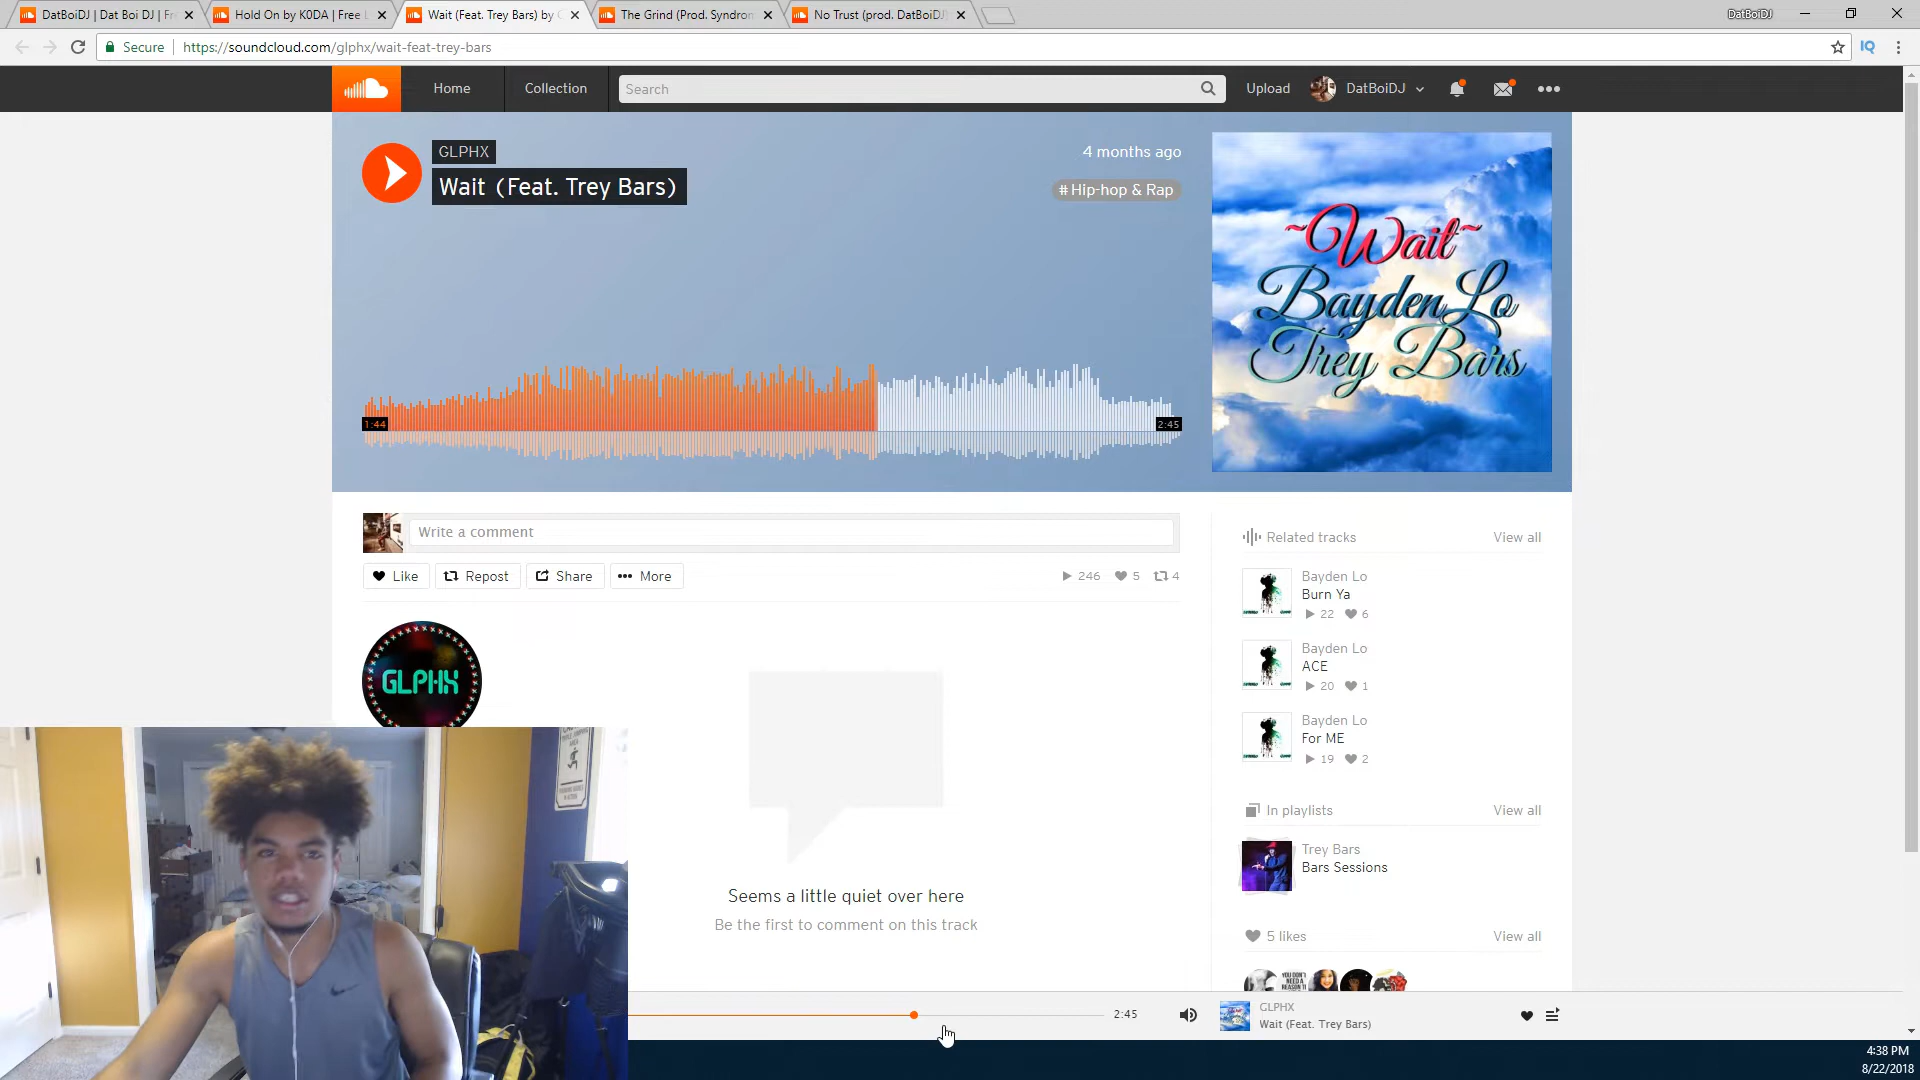 DatBoiDJ | Dat Boi DJ | Fr
Hold On by K0DA | Free L
Wait (Feat. Trey Bars) by
The Grind (Prod. Syndrom
No Trust (prod. DatBoiDJ)
DatBoiDJ
Secure
https://soundcloud.com/glphx/wait-feat-trey-bars
IQ
Home
Collection
Search
Upload
DatBoiDJ
GLPHX
Wait (Feat. Trey Bars)
4 months ago
# Hip-hop & Rap
~Wait~
Bayden Lo
Trey Bars
1:44
2:45
Write a comment
Like
Repost
Share
More
246
5
4
GLPHX
Seems a little quiet over here
Be the first to comment on this track
Related tracks
View all
Bayden Lo
Burn Ya
22
6
Bayden Lo
ACE
20
1
Bayden Lo
For ME
19
2
In playlists
View all
Trey Bars
Bars Sessions
5 likes
View all
2:45
GLPHX
Wait (Feat. Trey Bars)
4:38 PM
8/22/2018